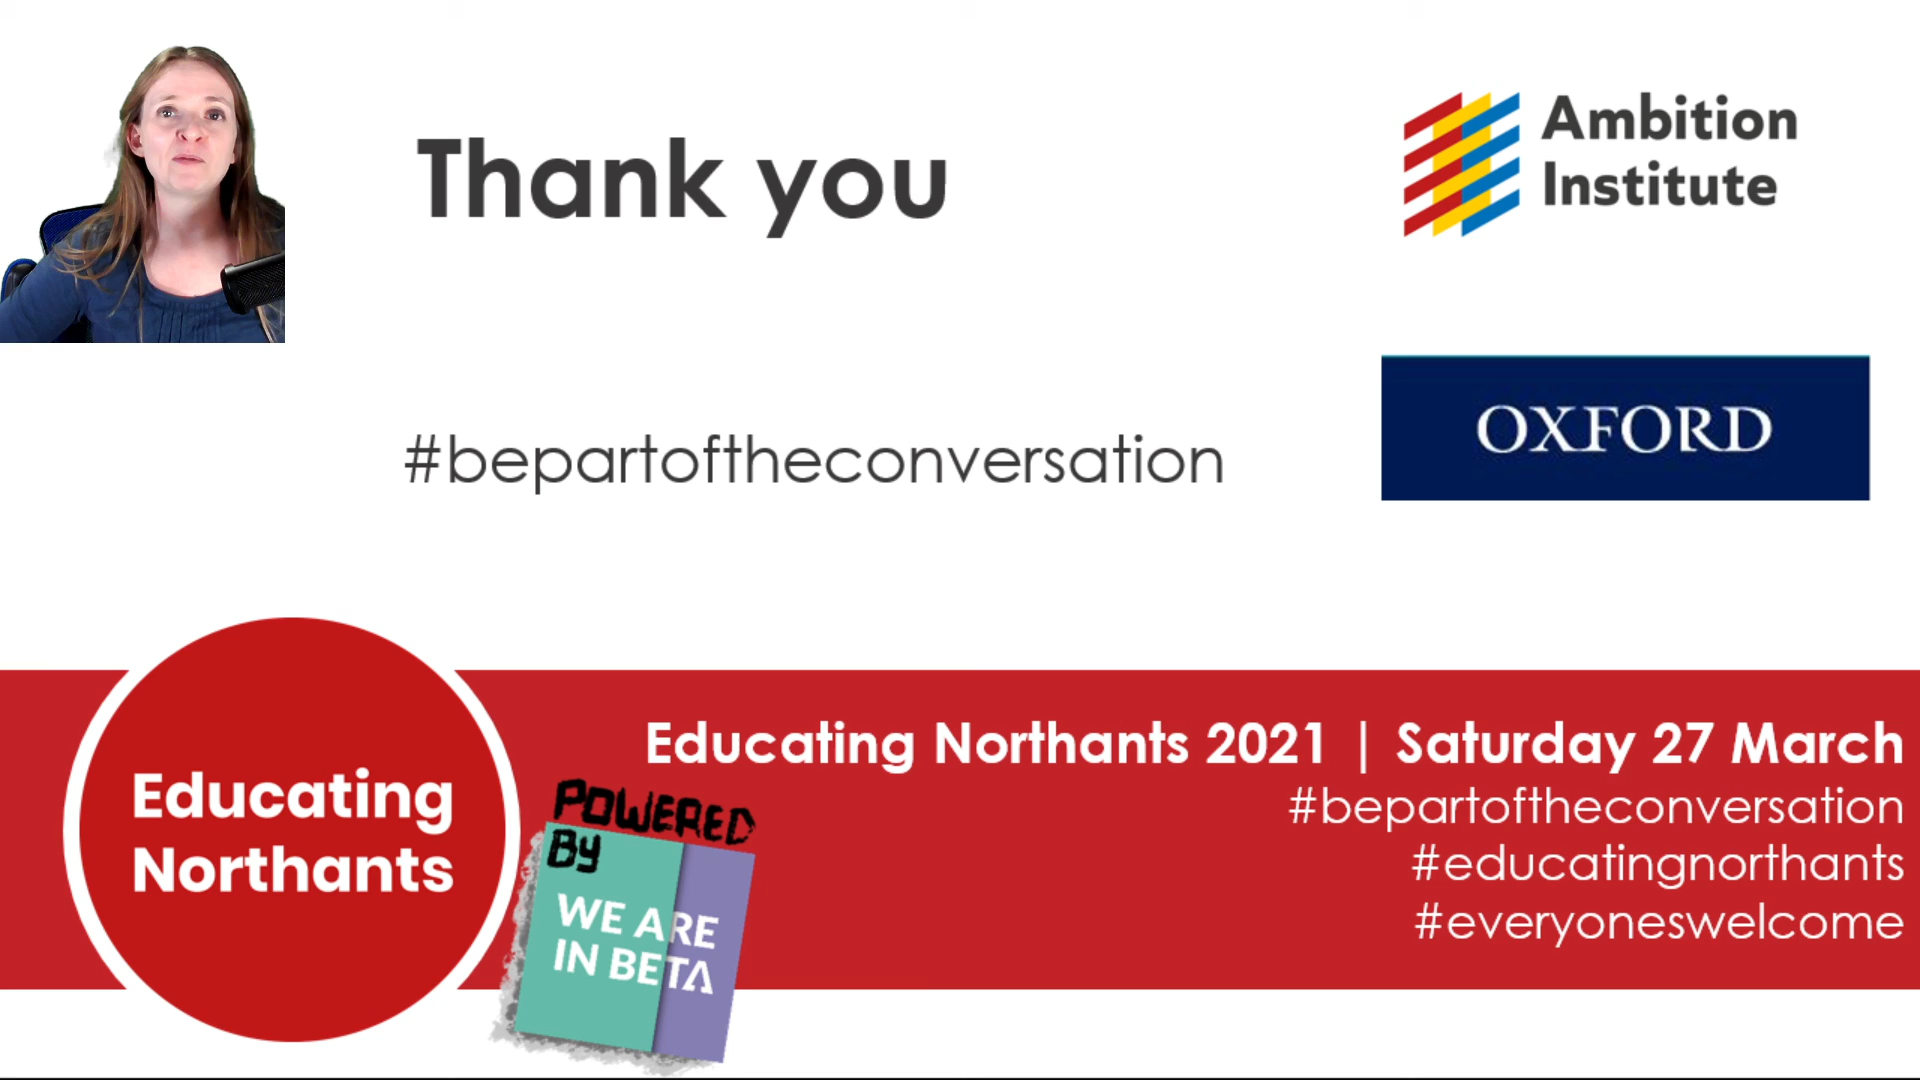 Thank you
Ambition
Institute
#bepartoftheconversation
OXFORD
Educating
Northants
POWERED
BY
WE ARE
IN BETA
Educating Northants 2021 | Saturday 27 March
#bepartoftheconversation
#educatingnorthants
#everyoneswelcome